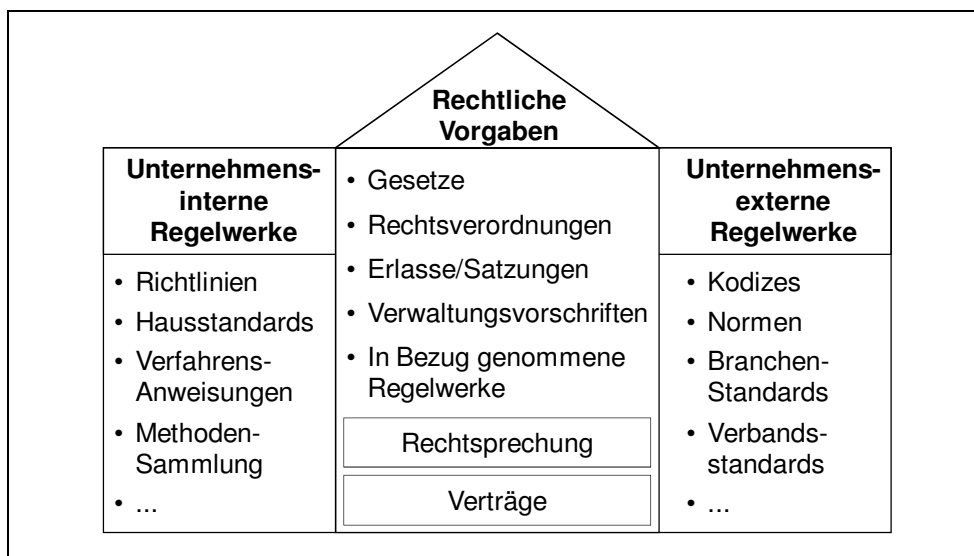 Rechtliche
Vorgaben
Unternehmens-
interne
Regelwerke
• Richtlinien
• Hausstandards
• Verfahrens-
Anweisungen
• Methoden-
Sammlung
• ...
• Gesetze
• Rechtsverordnungen
• Erlasse/Satzungen
• Verwaltungsvorschriften
• In Bezug genommene
Regelwerke
Rechtsprechung
Verträge
Unternehmens-
externe
Regelwerke
• Kodizes
• Normen
• Branchen-
Standards
• Verbands-
standards
• ...